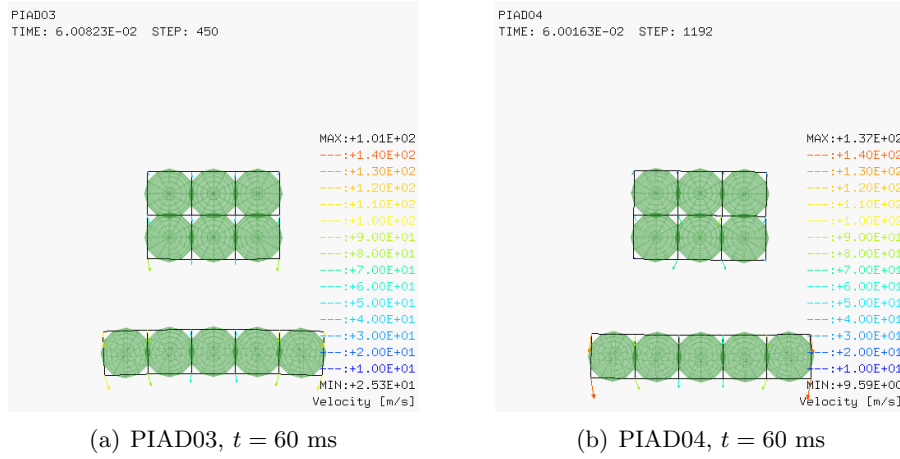 PIAD03
TIME: 6.00823E-02 STEP: 450
MAX:+1.01E+02
---:+1.40E+02
---:+1.30E+02
---:+1.20E+02
---:+1.10E+02
---:+1.00E+02
---:+9.00E+01
---:+8.00E+01
---:+7.00E+01
---:+6.00E+01
---:+5.00E+01
---:+4.00E+01
---:+3.00E+01
---:+2.00E+01
---:+1.00E+01
MIN:+2.53E+01
Velocity [m/s]
(a) PIAD03, t = 60 ms
PIAD04
TIME: 6.00163E-02 STEP: 1192
MAX:+1.37E+02
---:+1.40E+02
---:+1.30E+02
---:+1.20E+02
---:+1.10E+02
---:+1.00E+02
---:+9.00E+01
---:+8.00E+01
---:+7.00E+01
---:+6.00E+01
---:+5.00E+01
---:+4.00E+01
---:+3.00E+01
---:+2.00E+01
---:+1.00E+01
MIN:+9.59E+00
Velocity [m/s]
(b) PIAD04, t = 60 ms